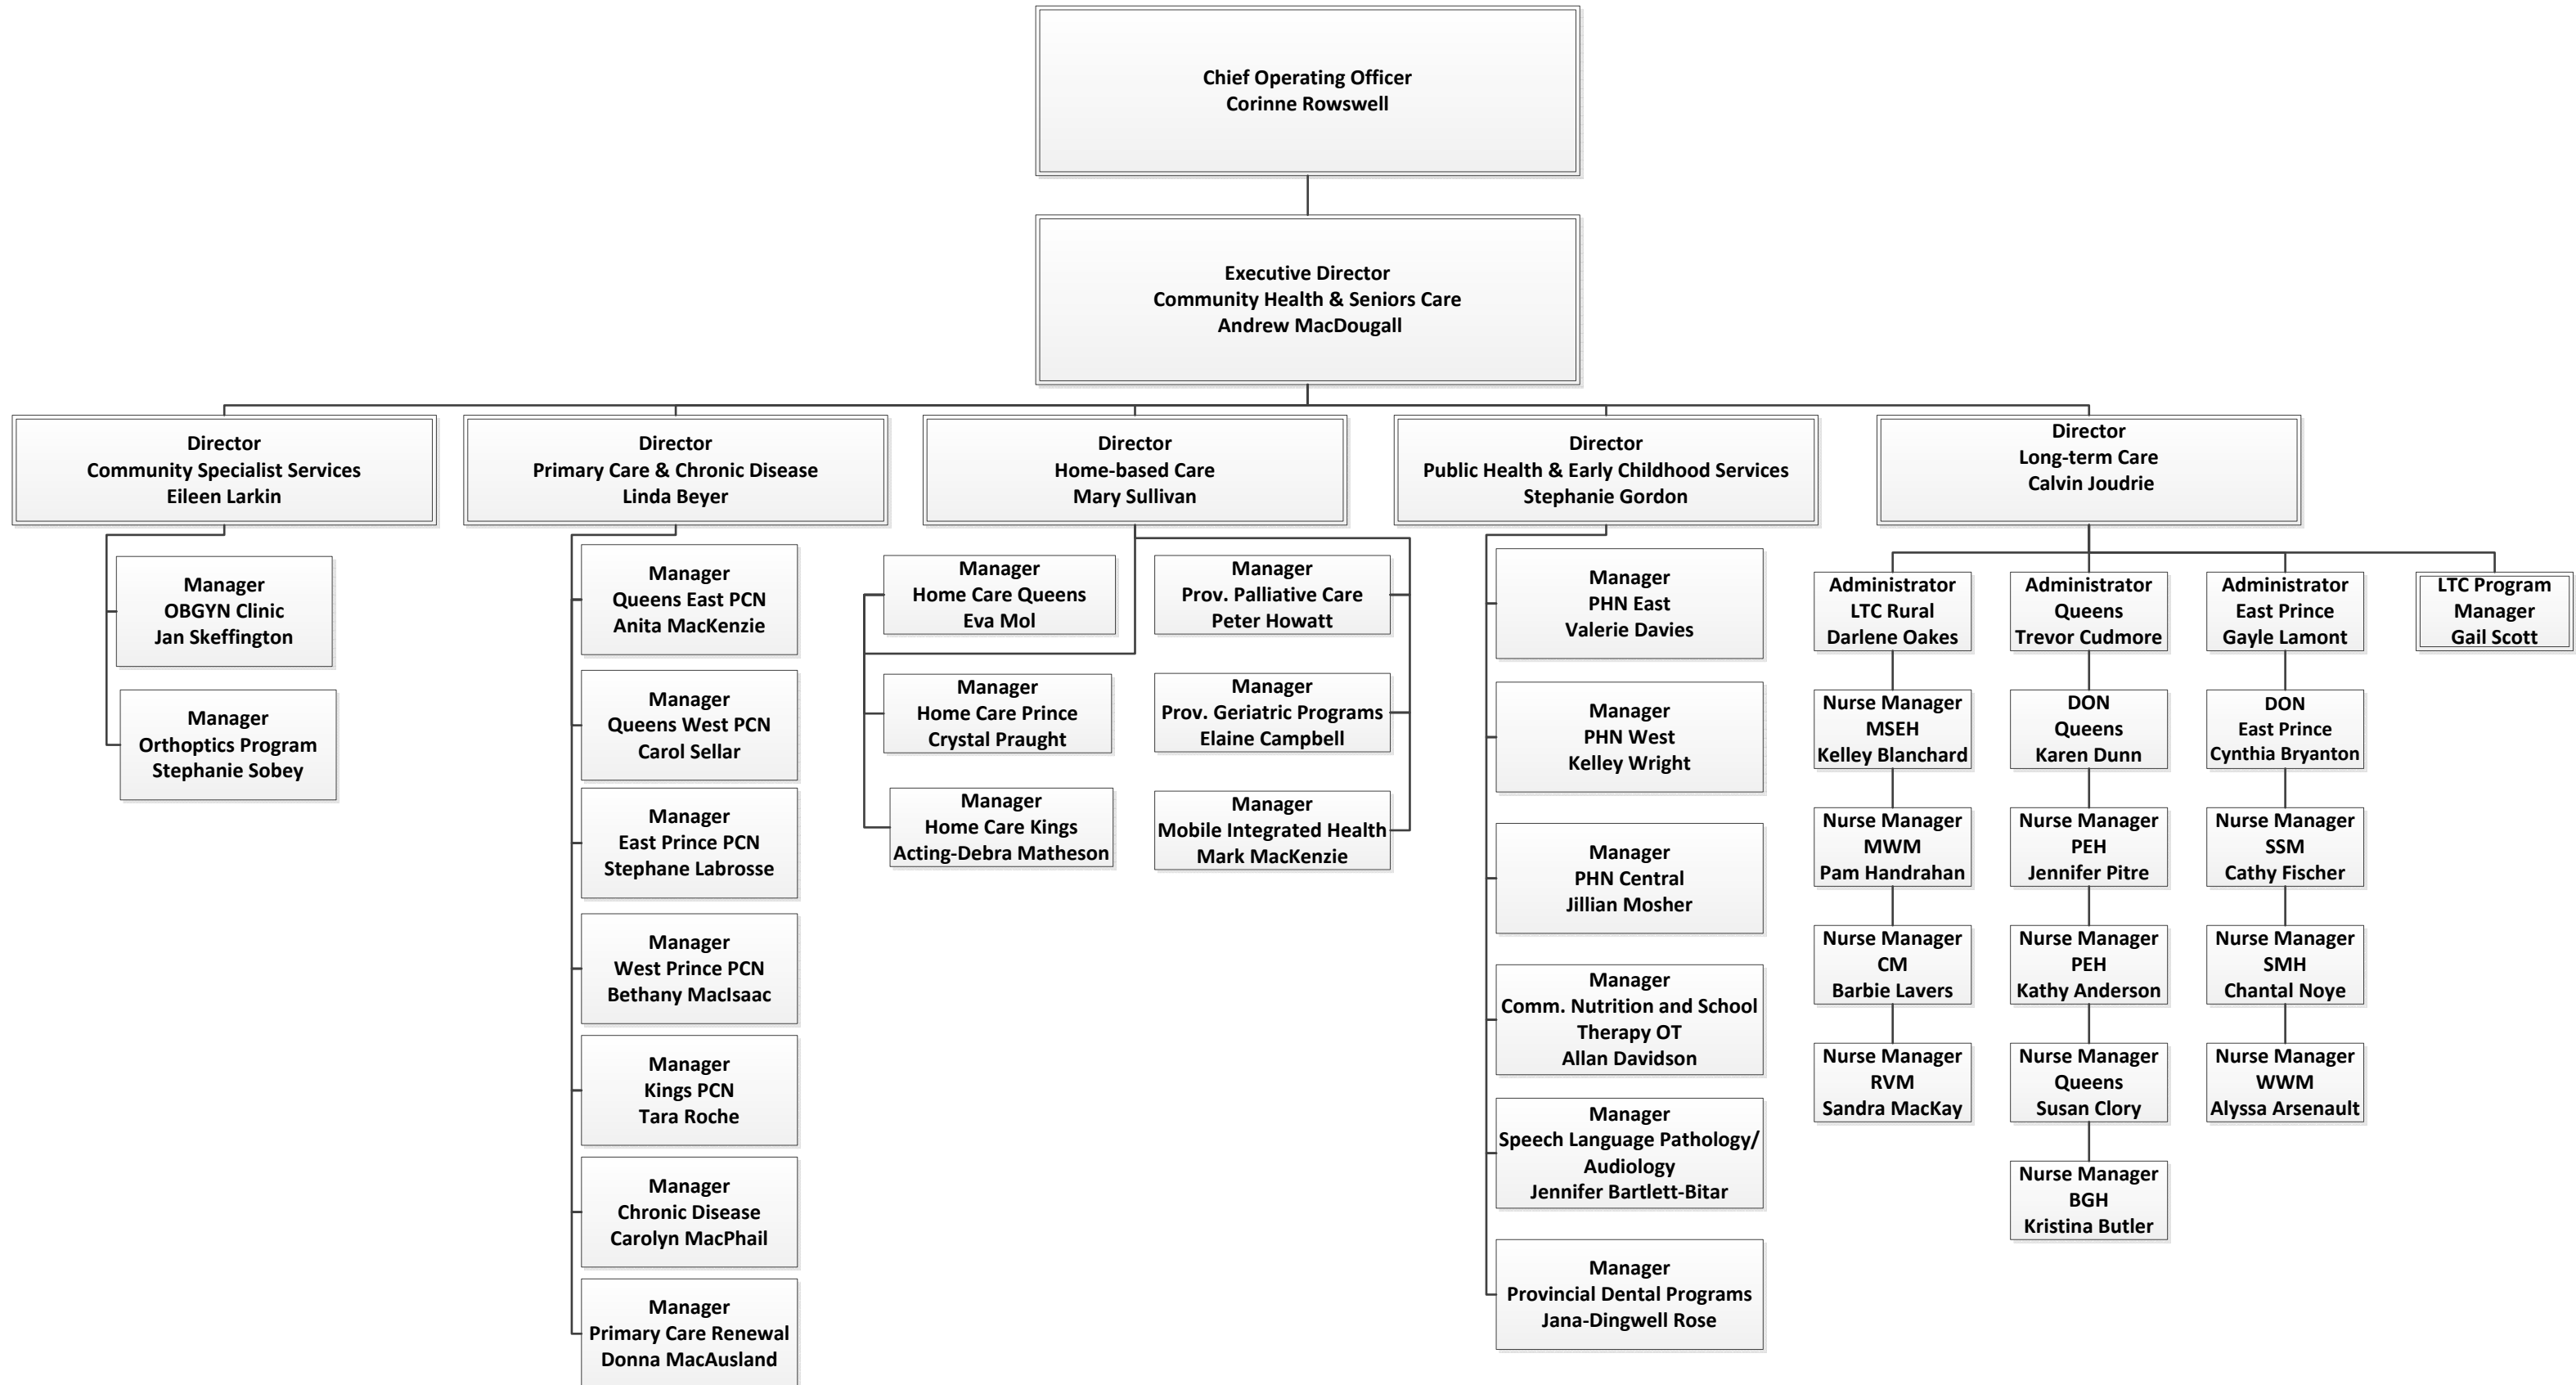 Chief Operating Officer
Corinne Rowswell
Executive Director
Community Health & Seniors Care
Andrew MacDougall
Director
Community Specialist Services
Eileen Larkin
Director
Primary Care & Chronic Disease
Linda Beyer
Director
Home-based Care
Mary Sullivan
Director
Public Health & Early Childhood Services
Stephanie Gordon
Director
Long-term Care
Calvin Joudrie
Manager
OBGYN Clinic
Jan Skeffington
Manager
Orthoptics Program
Stephanie Sobey
Manager
Queens East PCN
Anita MacKenzie
Manager
Queens West PCN
Carol Sellar
Manager
East Prince PCN
Stephane Labrosse
Manager
West Prince PCN
Bethany MacIsaac
Manager
Kings PCN
Tara Roche
Manager
Chronic Disease
Carolyn MacPhail
Manager
Primary Care Renewal
Donna MacAusland
Manager
Home Care Queens
Eva Mol
Manager
Home Care Prince
Crystal Praught
Manager
Home Care Kings
Acting-Debra Matheson
Manager
Prov. Palliative Care
Peter Howatt
Manager
Prov. Geriatric Programs
Elaine Campbell
Manager
Mobile Integrated Health
Mark MacKenzie
Manager
PHN East
Valerie Davies
Manager
PHN West
Kelley Wright
Manager
PHN Central
Jillian Mosher
Manager
Comm. Nutrition and School
Therapy OT
Allan Davidson
Manager
Speech Language Pathology/
Audiology
Jennifer Bartlett-Bitar
Manager
Provincial Dental Programs
Jana-Dingwell Rose
Administrator
LTC Rural
Darlene Oakes
Nurse Manager
MSEH
Kelley Blanchard
Nurse Manager
MWM
Pam Handrahan
Nurse Manager
CM
Barbie Lavers
Nurse Manager
RVM
Sandra MacKay
Administrator
Queens
Trevor Cudmore
DON
Queens
Karen Dunn
Nurse Manager
PEH
Jennifer Pitre
Nurse Manager
PEH
Kathy Anderson
Nurse Manager
Queens
Susan Clory
Nurse Manager
BGH
Kristina Butler
Administrator
East Prince
Gayle Lamont
DON
East Prince
Cynthia Bryanton
Nurse Manager
SSM
Cathy Fischer
Nurse Manager
SMH
Chantal Noye
Nurse Manager
WWM
Alyssa Arsenault
LTC Program
Manager
Gail Scott